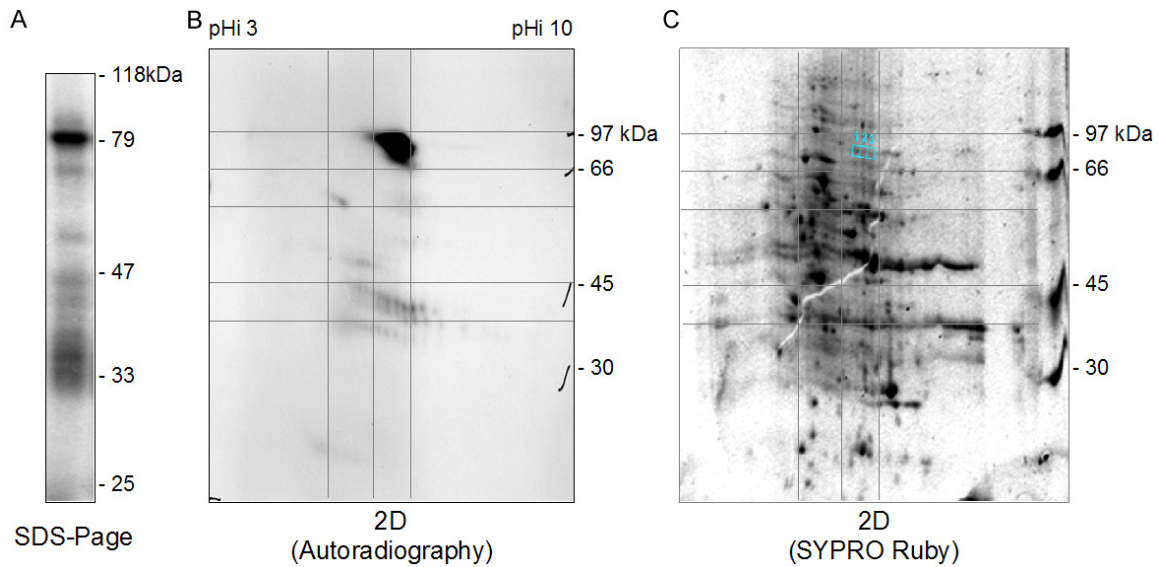 A
B
C
pHi 3
pHi 10
- 118kDa
- 79
- 47
- 33
- 25
- 97 kDa
- 66
- 45
- 30
- 97 kDa
- 66
- 45
- 30
SDS-Page
2D
(Autoradiography)
2D
(SYPRO Ruby)